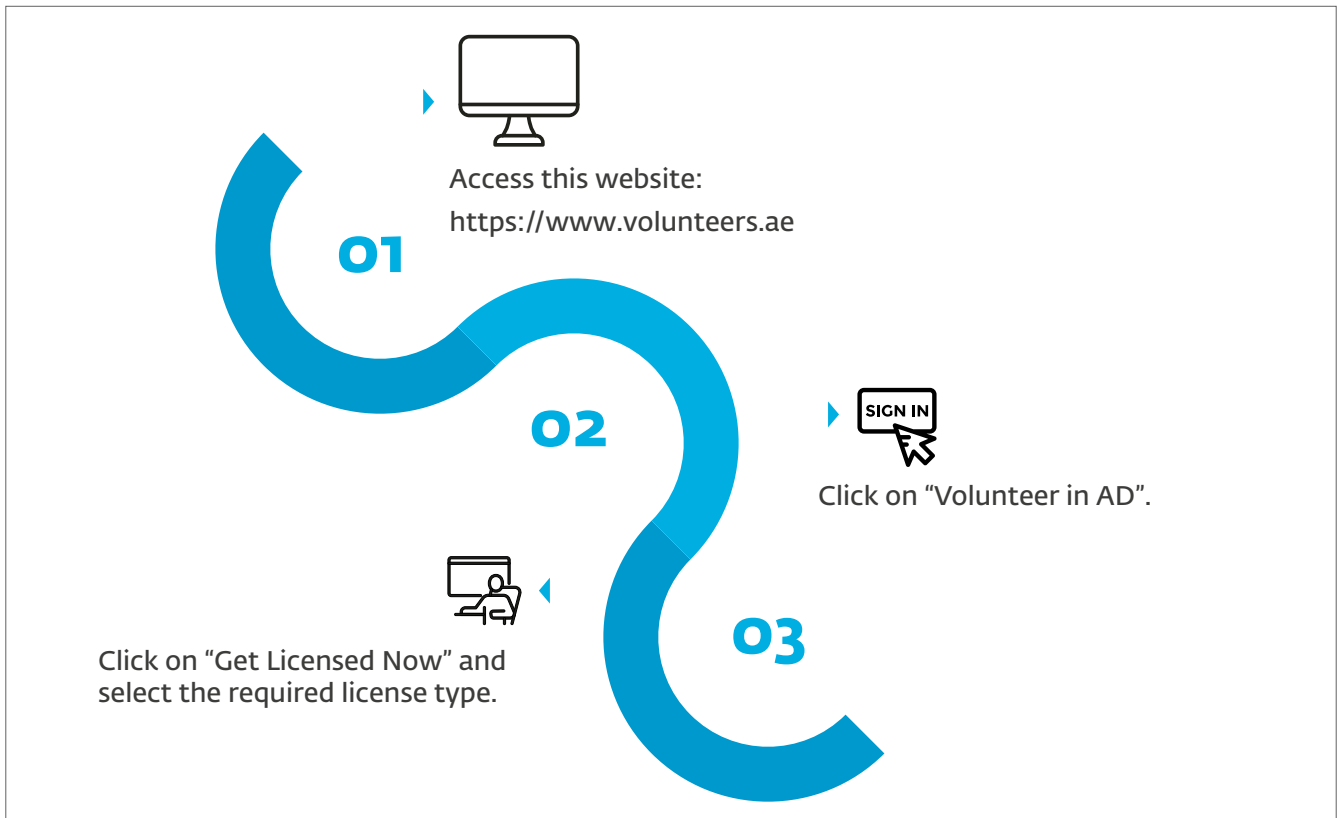 Access this website:
https://www.volunteers.ae
01
02
SIGN IN
Click on “Volunteer in AD”.
03
Click on “Get Licensed Now” and
select the required license type.